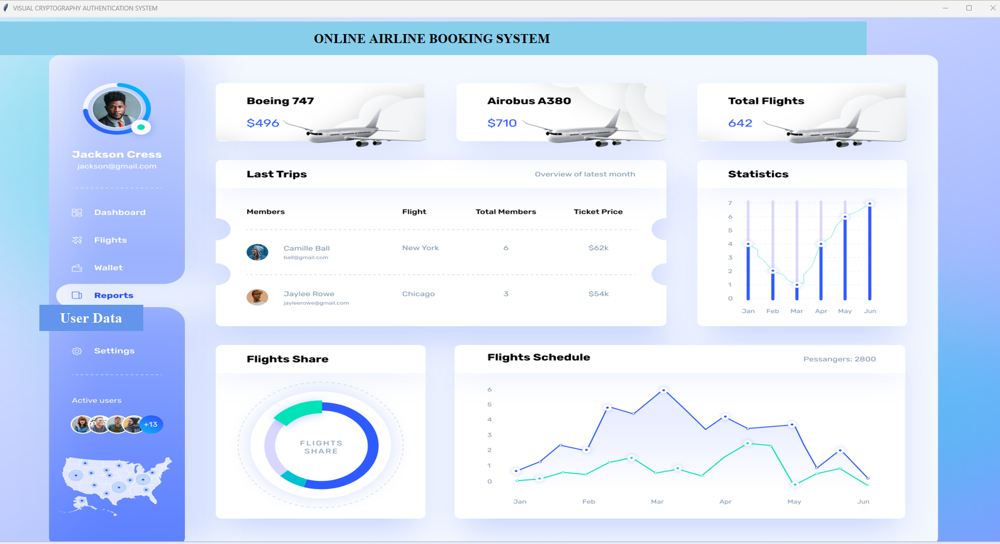 VISUAL CRYPTOGRAPHY AUTHENTICATION SYSTEM
ONLINE AIRLINE BOOKING SYSTEM
Jackson Cress
jackson@gmail.com
Dashboard
Flights
Wallet
Reports
User Data
Settings
Active users
+13
Boeing 747
$496
Airobus A380
$710
Total Flights
642
Last Trips
Overview of latest month
Members Flight Total Members Ticket Price
Camille Ball New York 6 $62k
ball@gmail.com
Jaylee Rowe Chicago 3 $54k
jayleerowe@gmail.com
Statistics
7
6
5
4
3
2
1
0
Jan Feb Mar Apr May Jun
Flights Share
FLIGHTS
SHARE
Flights Schedule
Pessangers: 2800
6
5
4
3
2
1
0
Jan Feb Mar Apr May Jun